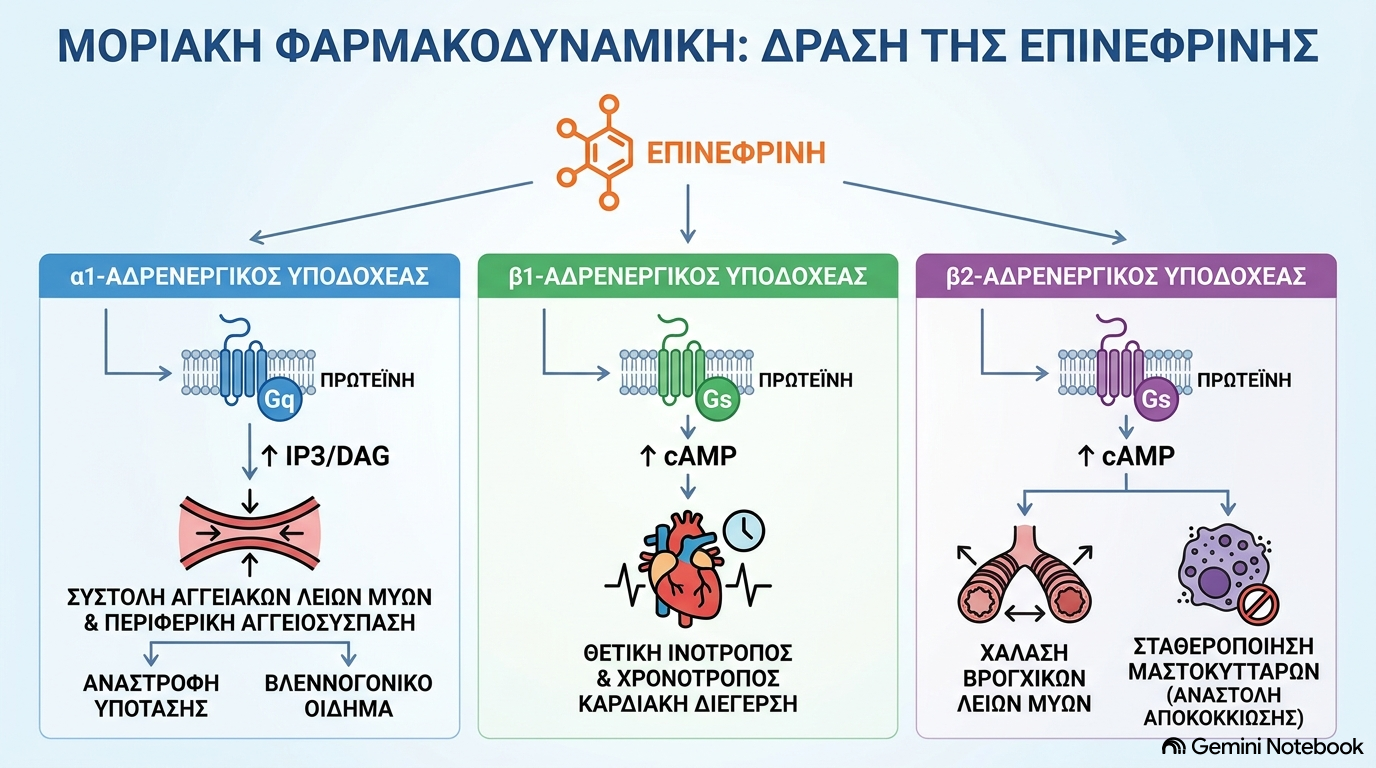 ΜΟΡΙΑΚΗ ΦΑΡΜΑΚΟΔΥΝΑΜΙΚΗ: ΔΡΑΣΗ ΤΗΣ ΕΠΙΝΕΦΡΙΝΗΣ
ΕΠΙΝΕΦΡΙΝΗ
α1-ΑΔΡΕΝΕΡΓΙΚΟΣ ΥΠΟΔΟΧΕΑΣ
Gq
ΠΡΩΤΕΪΝΗ
↑ IP3/DAG
ΣΥΣΤΟΛΗ ΑΓΓΕΙΑΚΩΝ ΛΕΙΩΝ ΜΥΩΝ
& ΠΕΡΙΦΕΡΙΚΗ ΑΓΓΕΙΟΣΥΣΠΑΣΗ
ΑΝΑΣΤΡΟΦΗ
ΥΠΟΤΑΣΗΣ
ΒΛΕΝΝΟΓΟΝΙΚΟ
ΟΙΔΗΜΑ
β1-ΑΔΡΕΝΕΡΓΙΚΟΣ ΥΠΟΔΟΧΕΑΣ
Gs
ΠΡΩΤΕΪΝΗ
↑ cAMP
ΘΕΤΙΚΗ ΙΝΟΤΡΟΠΟΣ
& ΧΡΟΝΟΤΡΟΠΟΣ
ΚΑΡΔΙΑΚΗ ΔΙΕΓΕΡΣΗ
β2-ΑΔΡΕΝΕΡΓΙΚΟΣ ΥΠΟΔΟΧΕΑΣ
Gs
ΠΡΩΤΕΪΝΗ
↑ cAMP
ΧΑΛΑΣΗ
ΒΡΟΓΧΙΚΩΝ
ΛΕΙΩΝ ΜΥΩΝ
ΣΤΑΘΕΡΟΠΟΙΗΣΗ
ΜΑΣΤΟΚΥΤΤΑΡΩΝ
(ΑΝΑΣΤΟΛΗ
ΑΠΟΚΟΚΚΙΩΣΗΣ)
Gemini Notebook